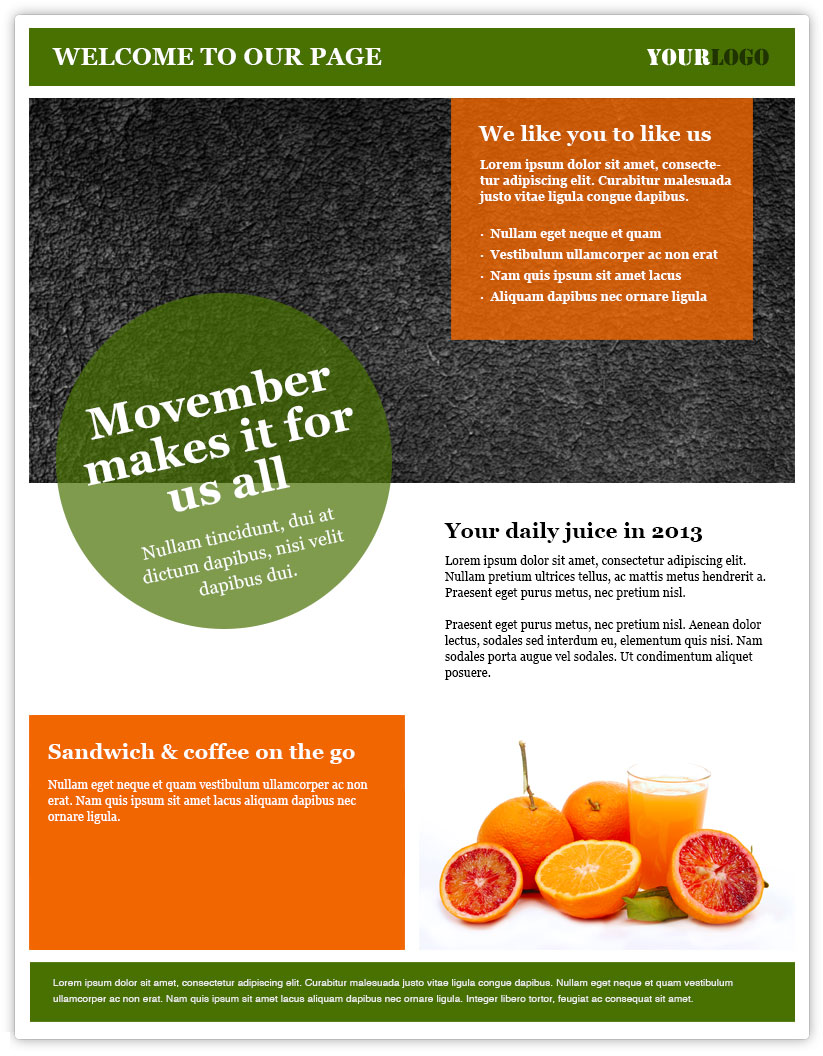 WELCOME TO OUR PAGE
YOURLOGO
We like you to like us
Lorem ipsum dolor sit amet, consecte-
tur adipiscing elit. Curabitur malesuada
justo vitae ligula congue dapibus.
· Nullam eget neque et quam
· Vestibulum ullamcorper ac non erat
· Nam quis ipsum sit amet lacus
· Aliquam dapibus nec ornare ligula
Movember
makes it for
us all
Nullam tincidunt, dui at
dictum dapibus, nisi velit
dapibus dui.
Your daily juice in 2013
Lorem ipsum dolor sit amet, consectetur adipiscing elit.
Nullam pretium ultrices tellus, ac mattis metus hendrerit a.
Praesent eget purus metus, nec pretium nisl.
Praesent eget purus metus, nec pretium nisl. Aenean dolor
lectus, sodales sed interdum eu, elementum quis nisi. Nam
sodales porta augue vel sodales. Ut condimentum aliquet
posuere.
Sandwich & coffee on the go
Nullam eget neque et quam vestibulum ullamcorper ac non
erat. Nam quis ipsum sit amet lacus aliquam dapibus nec
ornare ligula.
Lorem ipsum dolor sit amet, consectetur adipiscing elit. Curabitur malesuada justo vitae ligula congue dapibus. Nullam eget neque et quam vestibulum
ullamcorper ac non erat. Nam quis ipsum sit amet lacus aliquam dapibus nec ornare ligula. Integer libero tortor, feugiat ac consequat sit amet.